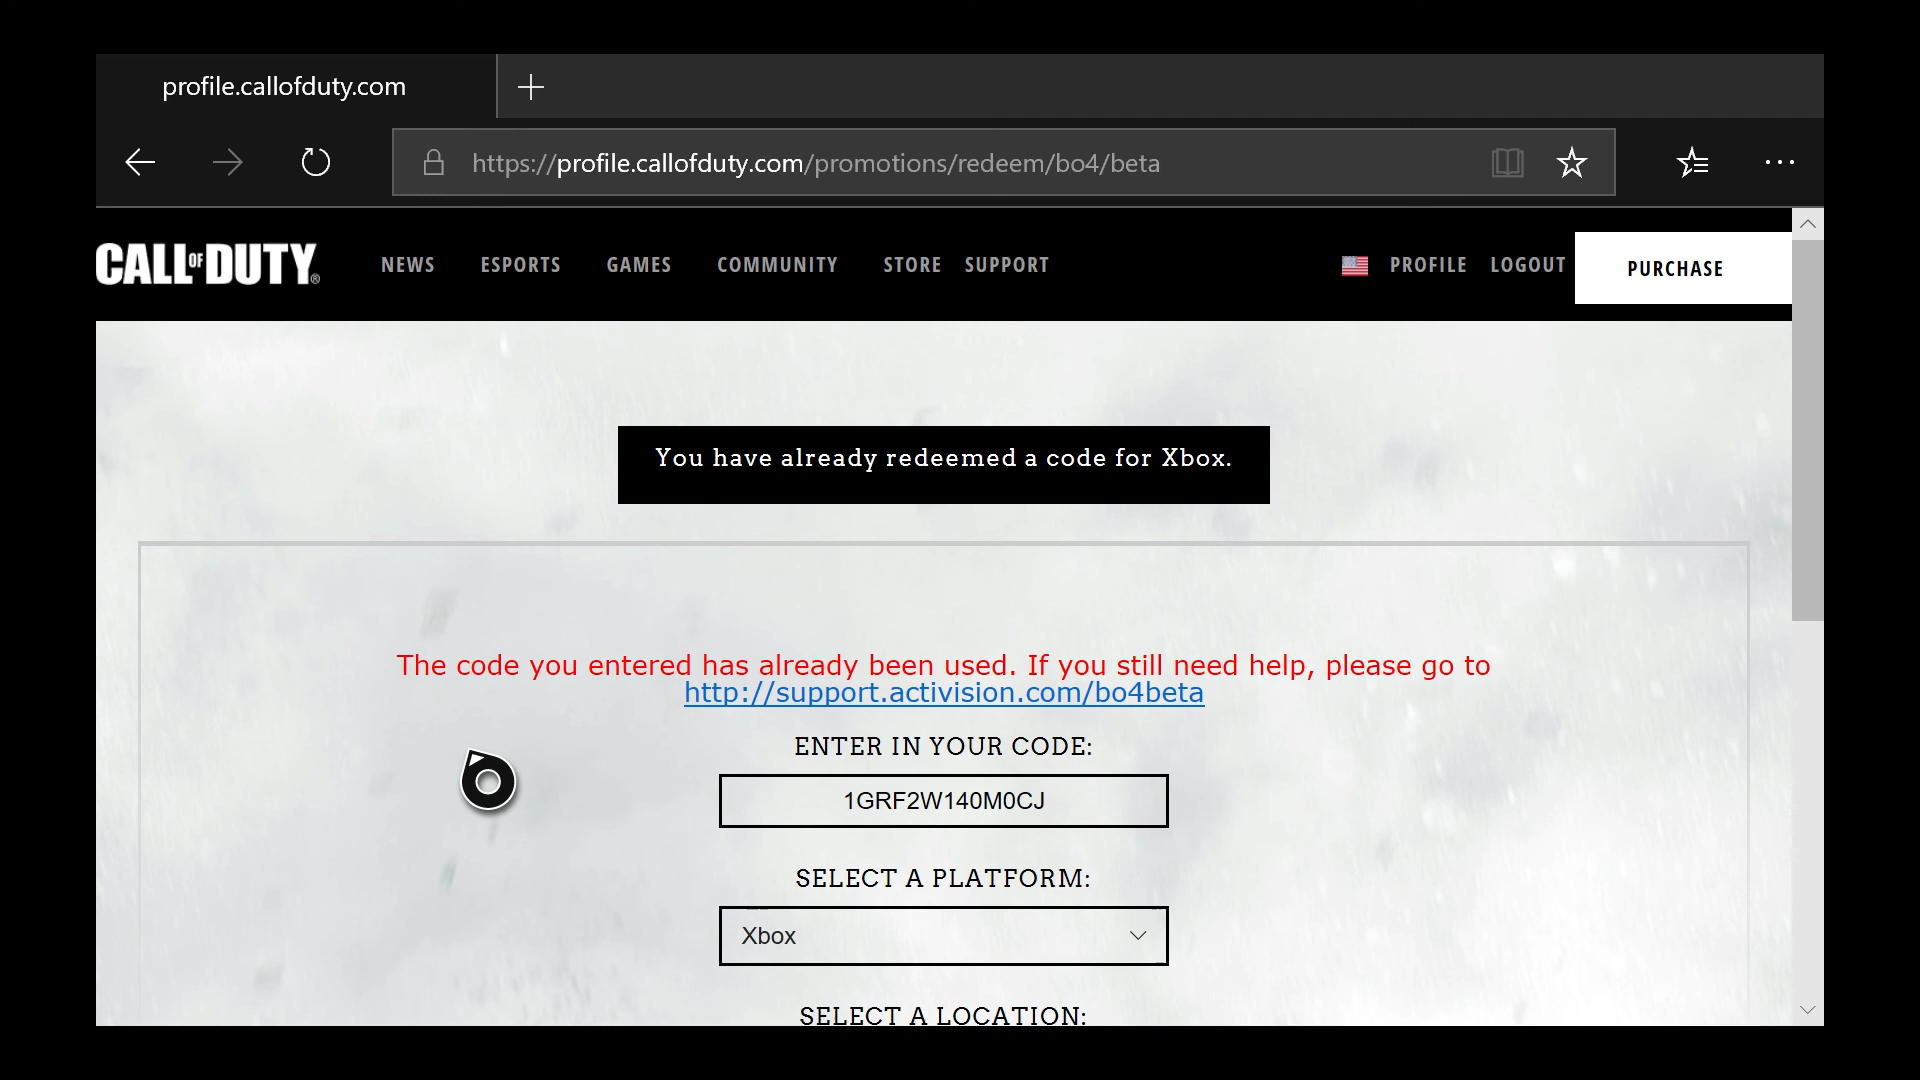 profile.callofduty.com
https://profile.callofduty.com/promotions/redeem/bo4/beta
CALL OF DUTY®
NEWS ESPORTS GAMES COMMUNITY STORE SUPPORT PROFILE LOGOUT PURCHASE
You have already redeemed a code for Xbox.
The code you entered has already been used. If you still need help, please go to
http://support.activision.com/bo4beta
ENTER IN YOUR CODE:
1GRF2W140M0CJ
SELECT A PLATFORM:
Xbox
SELECT A LOCATION: